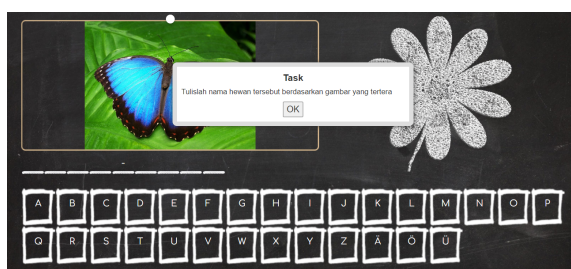 Task
Tulislah nama hewan tersebut berdasarkan gambar yang tertera
OK
A B C D E F G H I J K L M N O P
Q R S T U V W X Y Z Ä Ö Ü